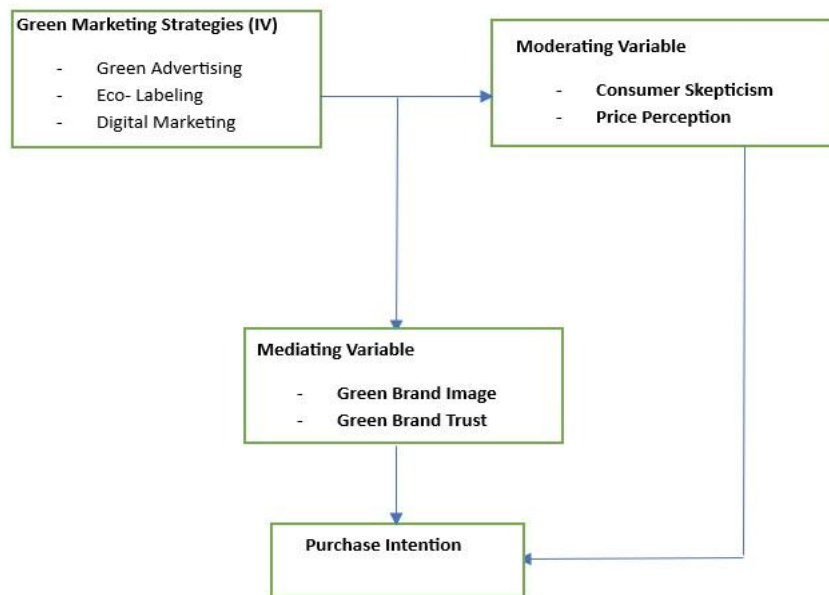 Green Marketing Strategies (IV)
- Green Advertising
- Eco- Labeling
- Digital Marketing
Moderating Variable
- Consumer Skepticism
- Price Perception
Mediating Variable
- Green Brand Image
- Green Brand Trust
Purchase Intention